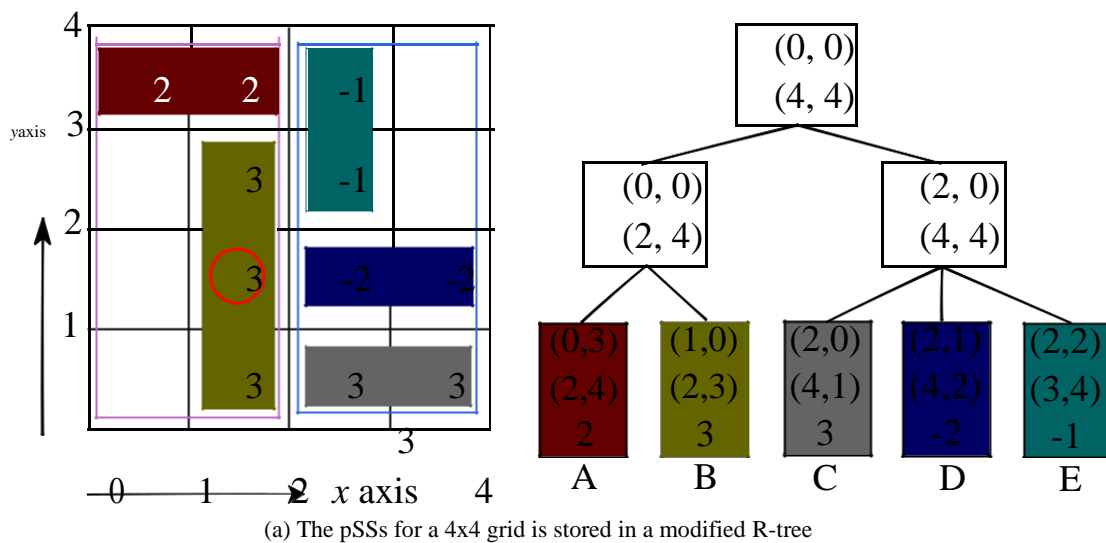 4
2 2 -1
3
yaxis
3 -1
2
3 -2 -2
1
3 3 3
3
0 1 2 x axis 4
(0, 0)
(4, 4)
(0, 0) (2, 0)
(2, 4) (4, 4)
(0,3) (1,0) (2,0) (2,1) (2,2)
(2,4) (2,3) (4,1) (4,2) (3,4)
2 3 3 -2 -1
A B C D E
(a) The pSSs for a 4x4 grid is stored in a modified R-tree